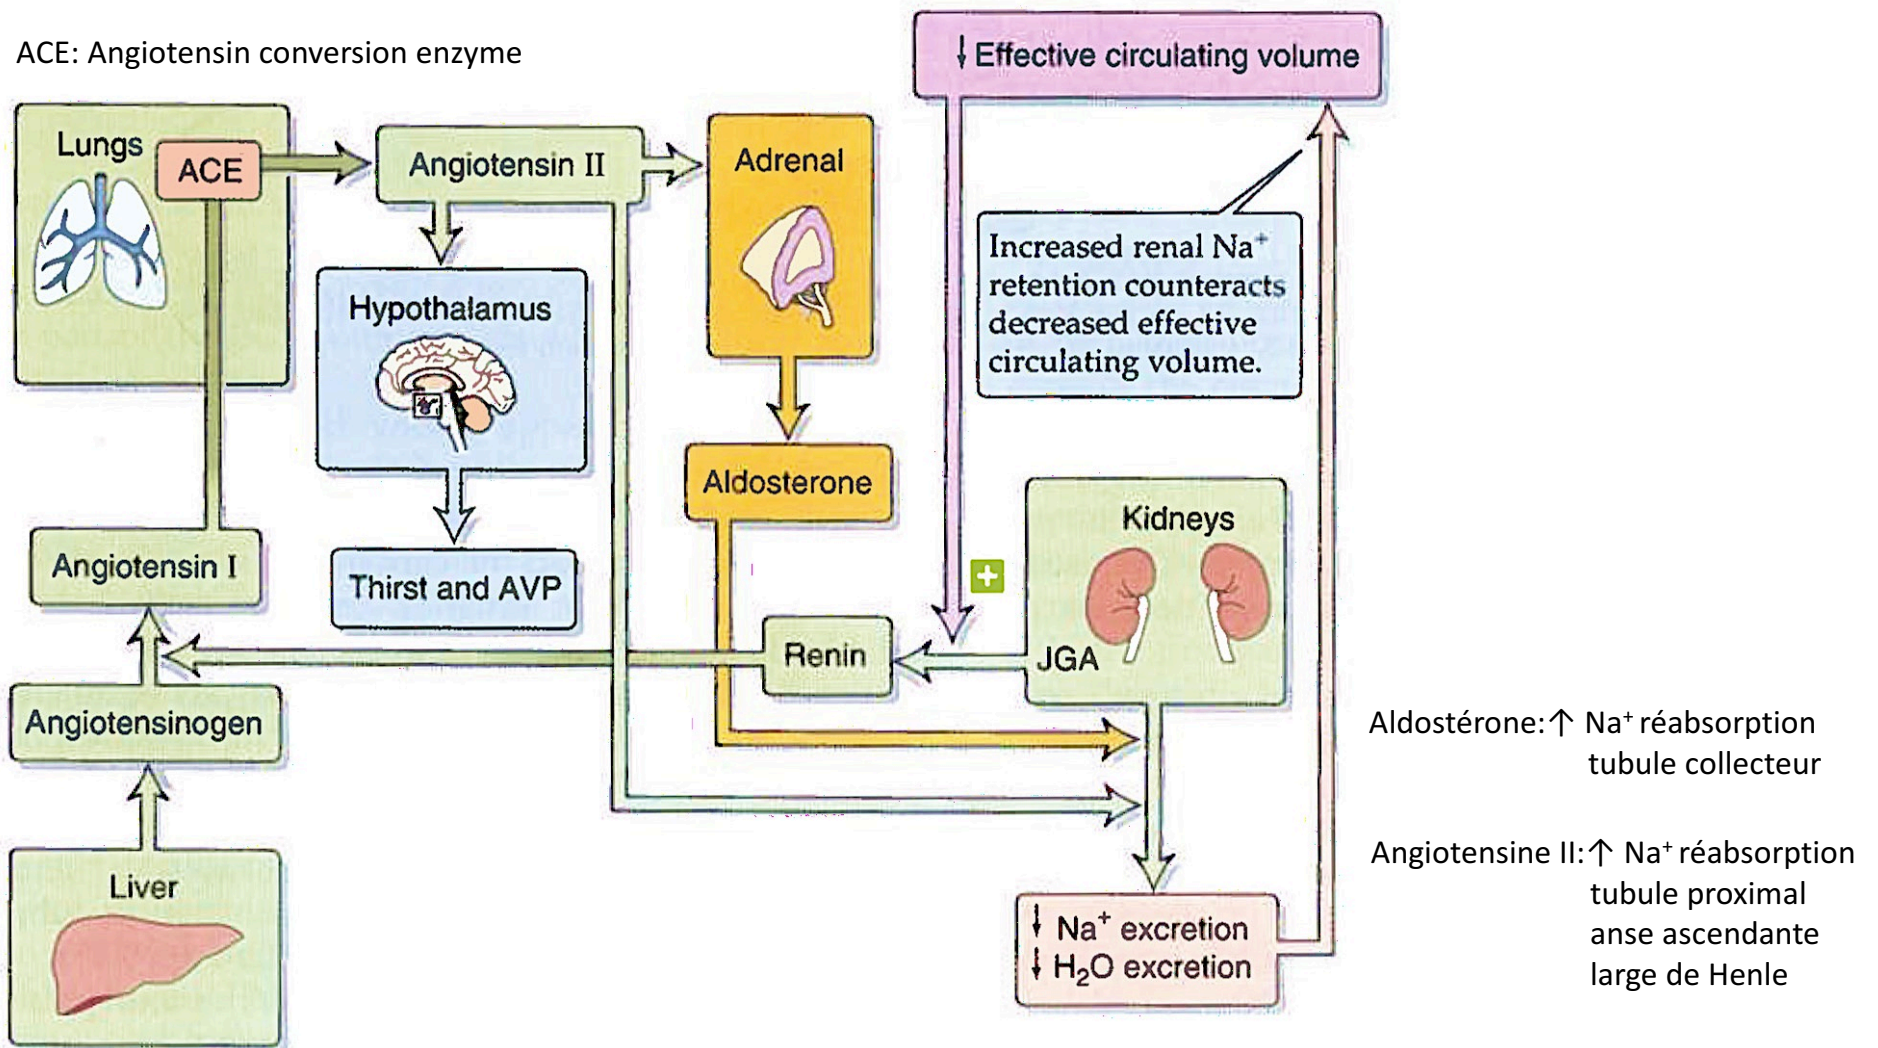 ACE: Angiotensin conversion enzyme
↓ Effective circulating volume
Lungs
ACE
Angiotensin II
Adrenal
Increased renal Na⁺
retention counteracts
decreased effective
circulating volume.
Hypothalamus
Aldosterone
Kidneys
Angiotensin I
Thirst and AVP
+
Renin
JGA
Angiotensinogen
Aldostérone:↑ Na⁺ réabsorption
tubule collecteur
Angiotensine II:↑ Na⁺ réabsorption
tubule proximal
anse ascendante
large de Henle
Liver
↓ Na⁺ excretion
↓ H₂O excretion